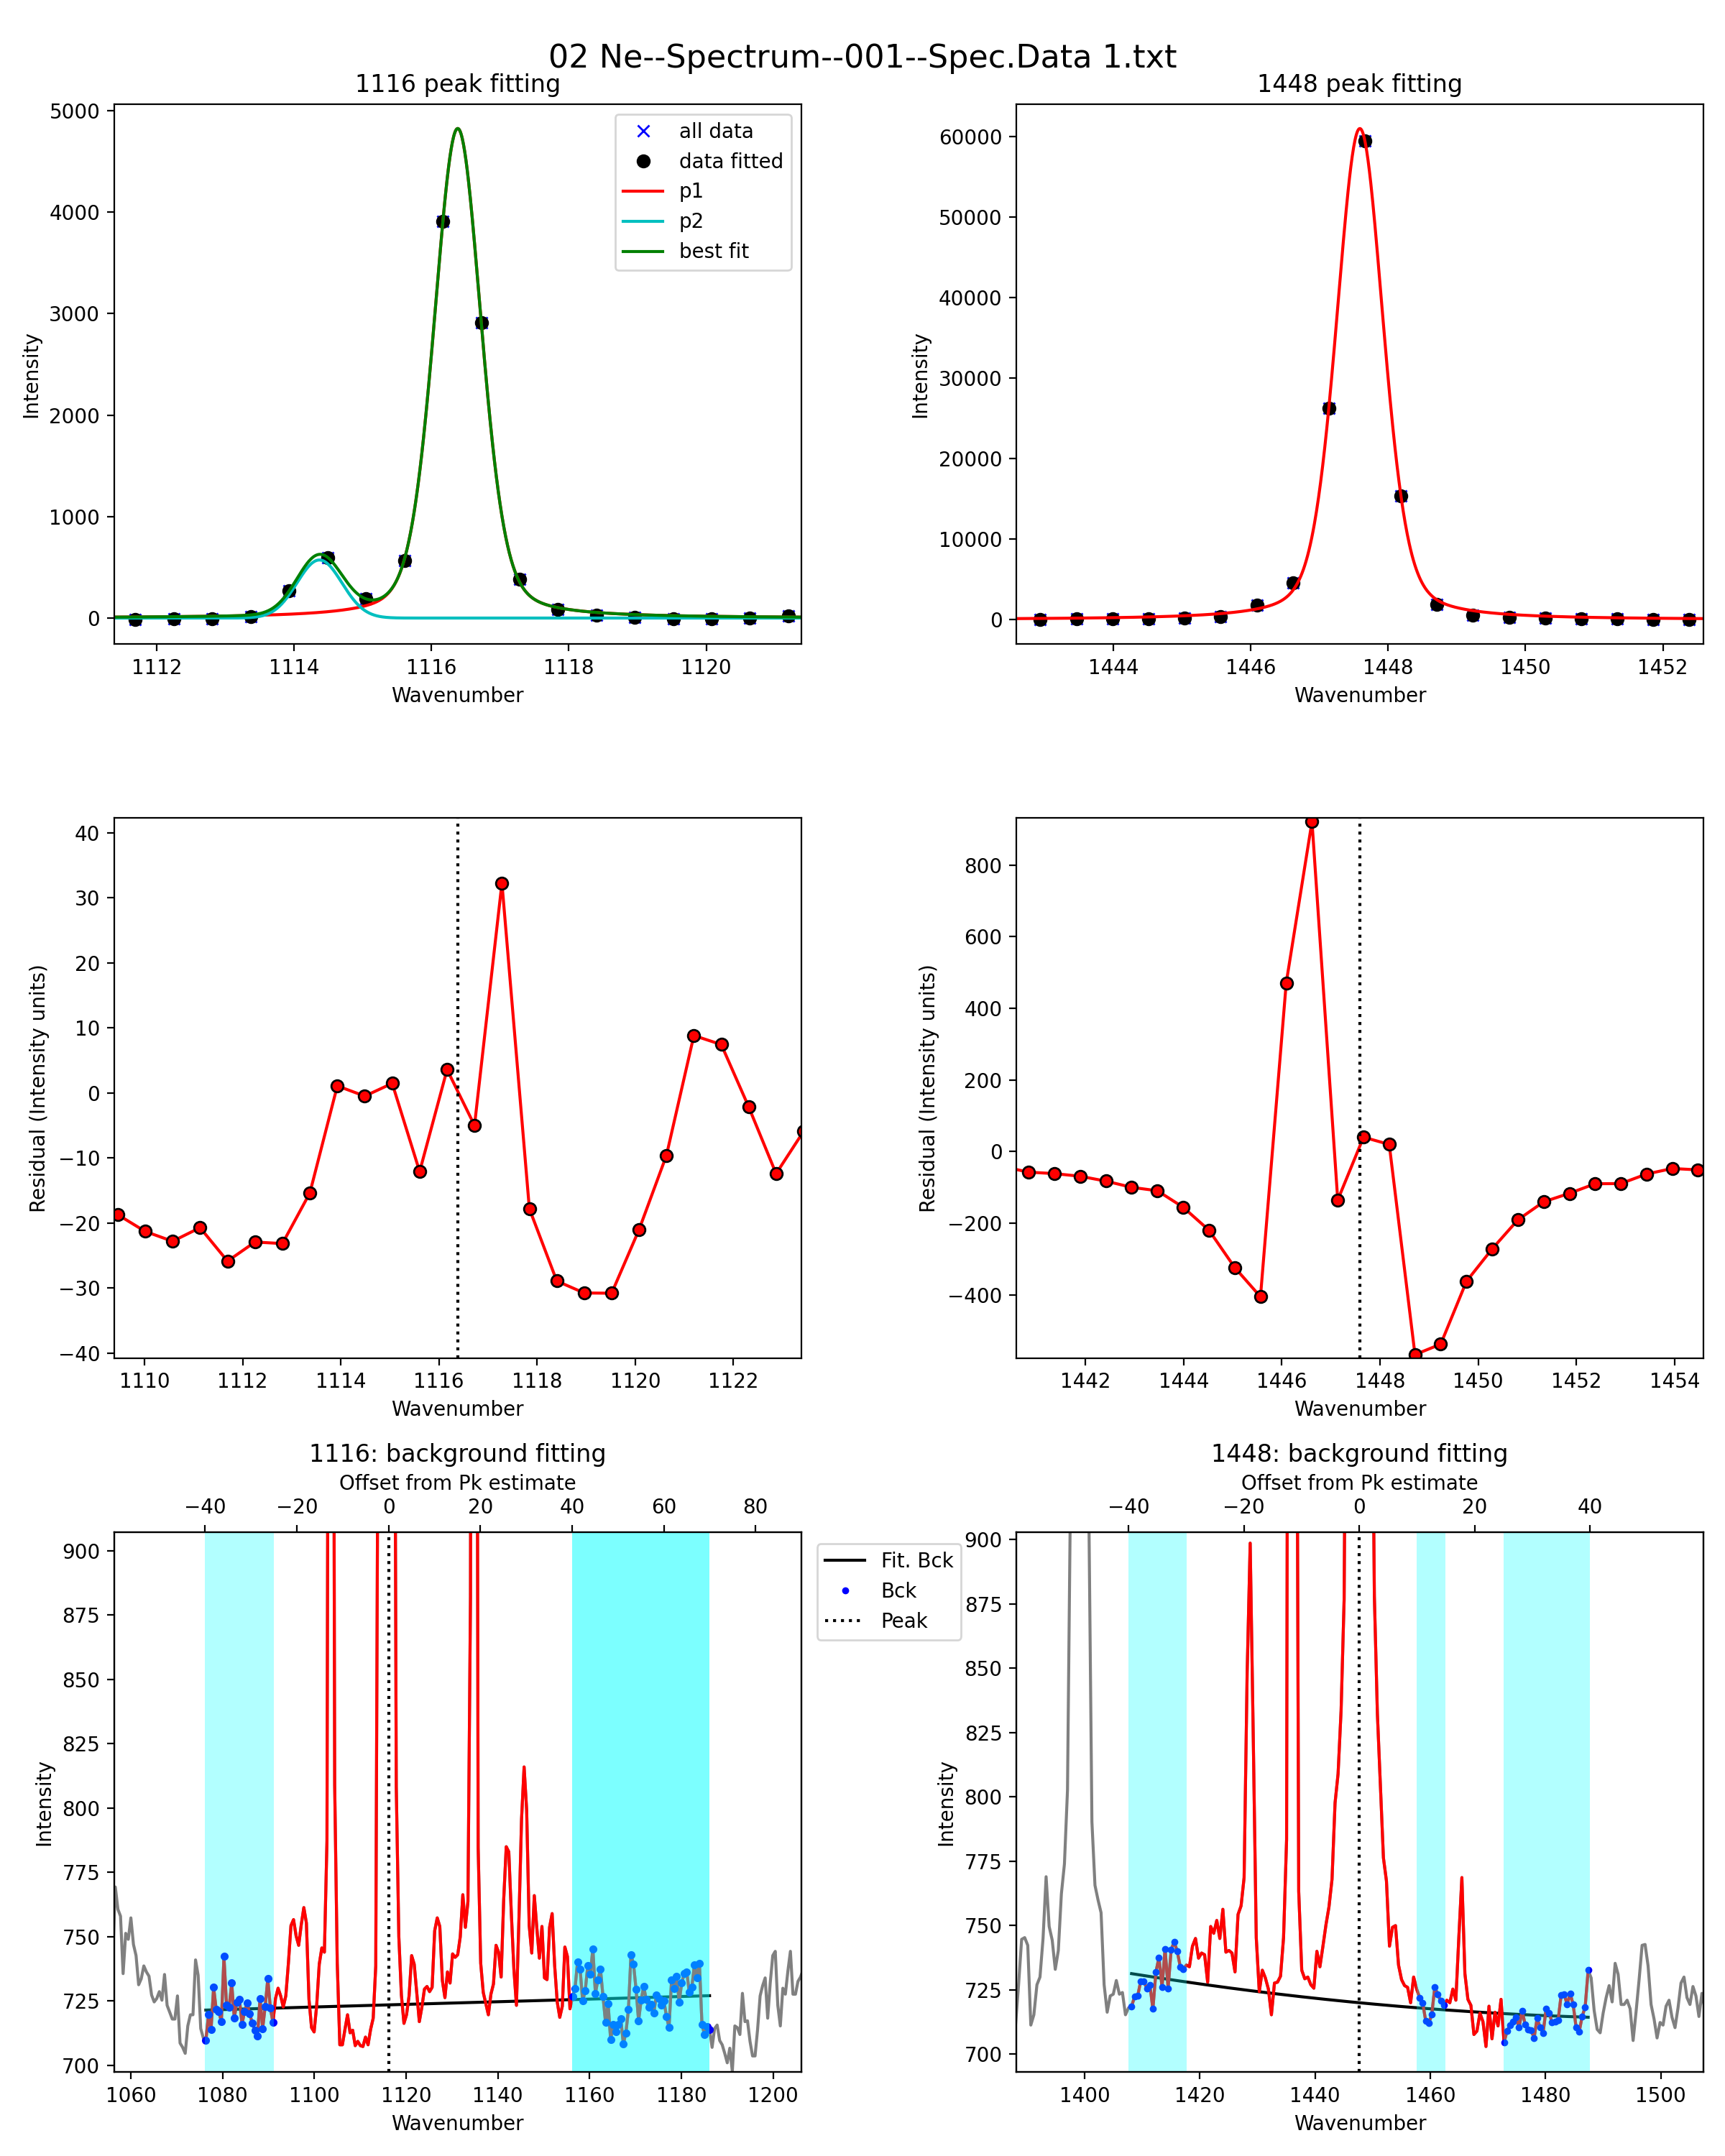 02 Ne--Spectrum--001--Spec.Data 1.txt
1116 peak fitting
5000
4000
3000
2000
1000
0
Intensity
all data
data fitted
p1
p2
best fit
1112 1114 1116 1118 1120
Wavenumber
1448 peak fitting
60000
50000
40000
30000
20000
10000
0
Intensity
1444 1446 1448 1450 1452
Wavenumber
40
30
20
10
0
−10
−20
−30
−40
Residual (Intensity units)
1110 1112 1114 1116 1118 1120 1122
Wavenumber
800
600
400
200
0
−200
−400
Residual (Intensity units)
1442 1444 1446 1448 1450 1452 1454
Wavenumber
1116: background fitting
Offset from Pk estimate
−40 −20 0 20 40 60 80
900
875
850
825
800
775
750
725
700
Intensity
1060 1080 1100 1120 1140 1160 1180 1200
Wavenumber
Fit. Bck
Bck
Peak
1448: background fitting
Offset from Pk estimate
−40 −20 0 20 40
900
875
850
825
800
775
750
725
700
Intensity
1400 1420 1440 1460 1480 1500
Wavenumber